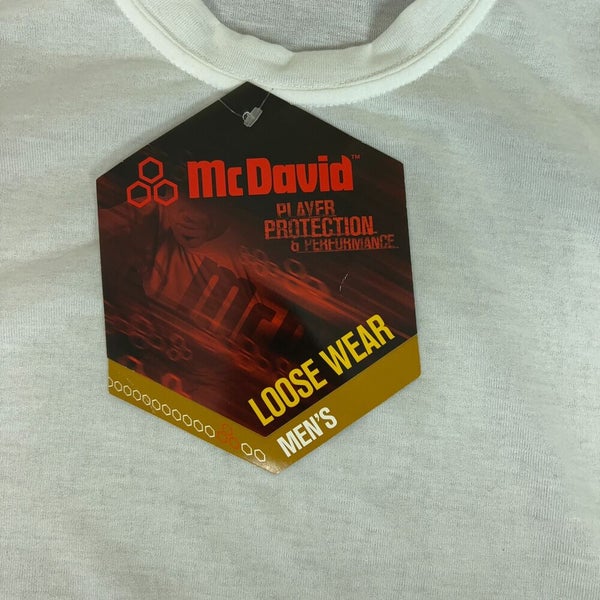 McDavid™
PLAYER
PROTECTION
& PERFORMANCE
LOOSE WEAR
MEN'S